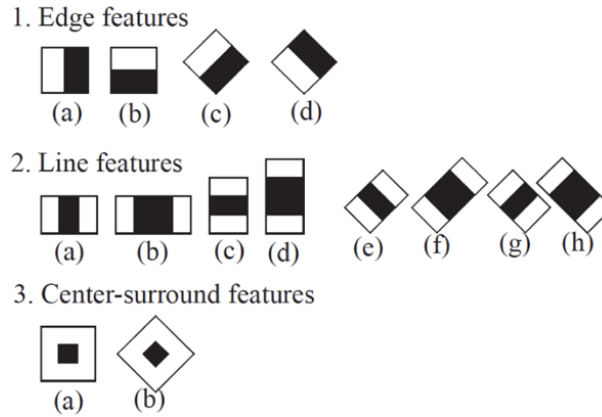 1. Edge features
(a) (b) (c) (d)
2. Line features
(a) (b) (c) (d) (e) (f) (g) (h)
3. Center-surround features
(a) (b)